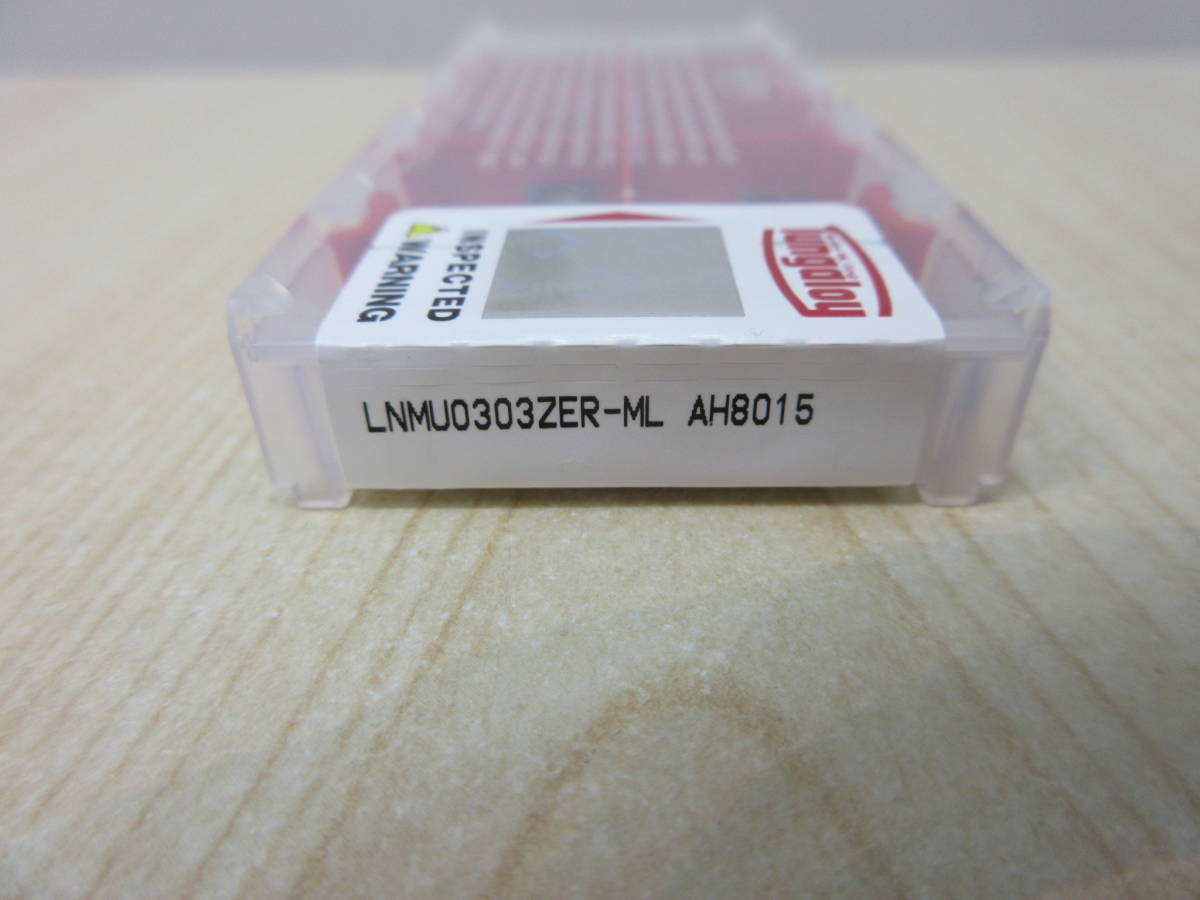 Tungaloy
INSPECTED
WARNING
LNMU0303ZER-ML AH8015